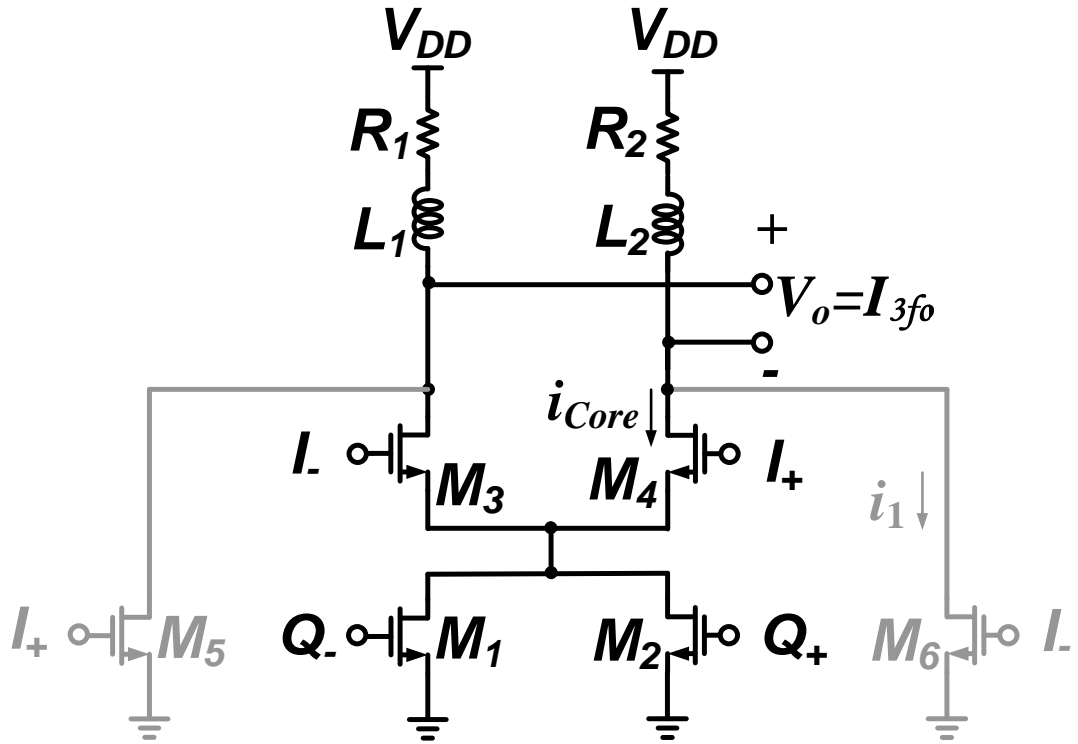 V_DD V_DD
R_1 R_2
L_1 L_2
+
V_o=I_3fo
-
i_Core
I_- M_3 M_4 I_+
i_1
I_+ M_5 Q_- M_1 M_2 Q_+ M_6 I_-